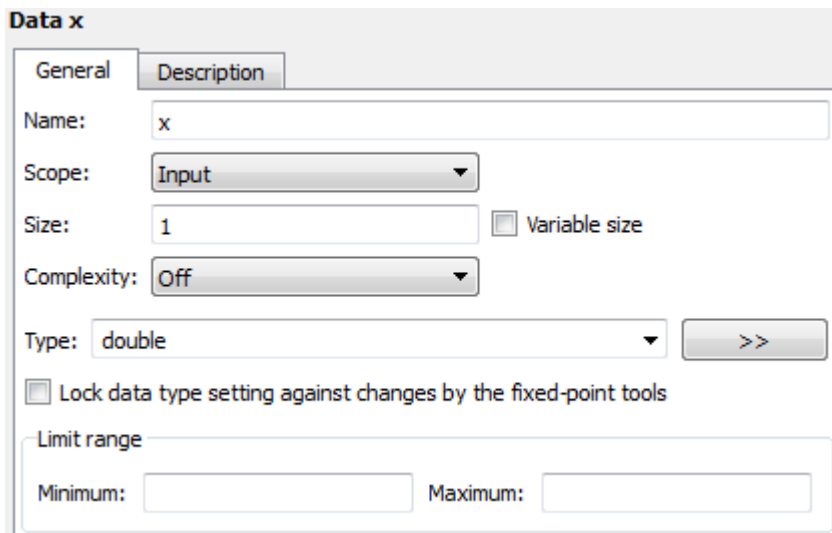 Data x
General Description
Name: x
Scope: Input
Size: 1 Variable size
Complexity: Off
Type: double >>
Lock data type setting against changes by the fixed-point tools
Limit range
Minimum: Maximum: